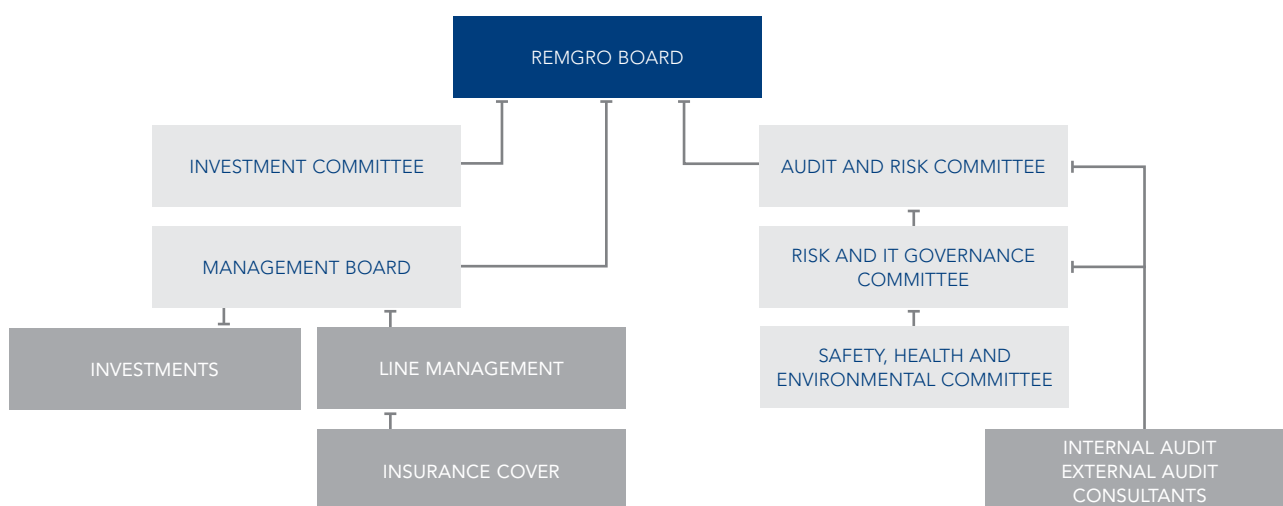 REMGRO BOARD
INVESTMENT COMMITTEE
AUDIT AND RISK COMMITTEE
MANAGEMENT BOARD
RISK AND IT GOVERNANCE
COMMITTEE
INVESTMENTS
LINE MANAGEMENT
SAFETY, HEALTH AND
ENVIRONMENTAL COMMITTEE
INSURANCE COVER
INTERNAL AUDIT
EXTERNAL AUDIT
CONSULTANTS